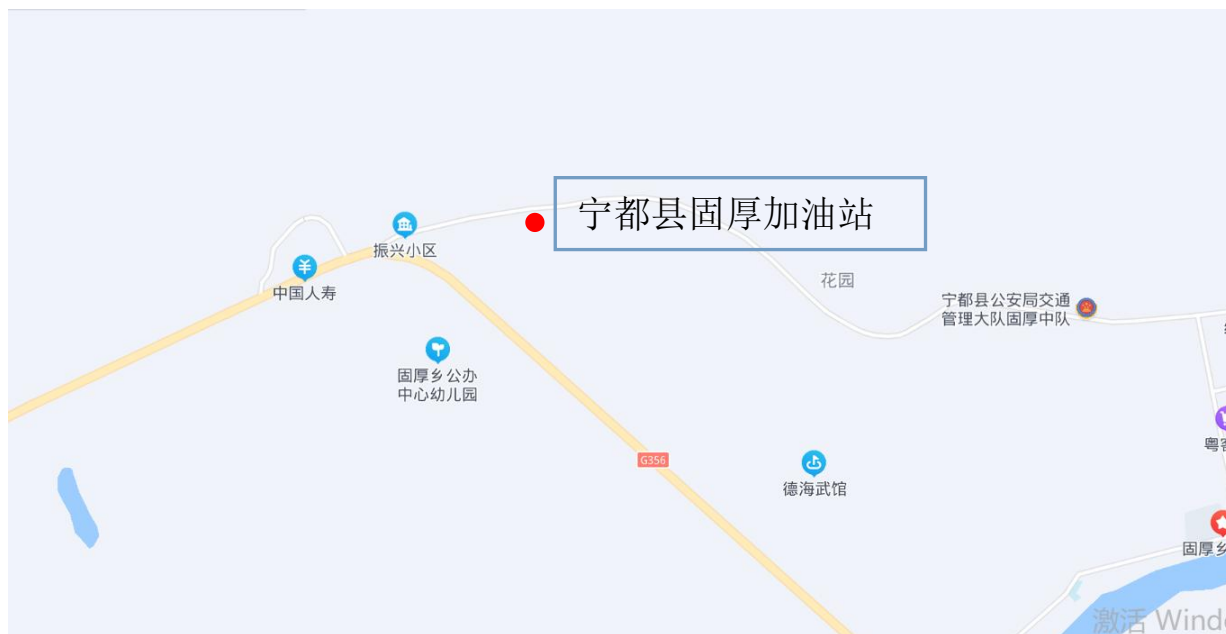 宁都县固厚加油站
振兴小区
中国人寿
花园
宁都县公安局交通
管理大队固厚中队
固厚乡公办
中心幼儿园
G356
德海武馆
固厚乡
激活 Wind